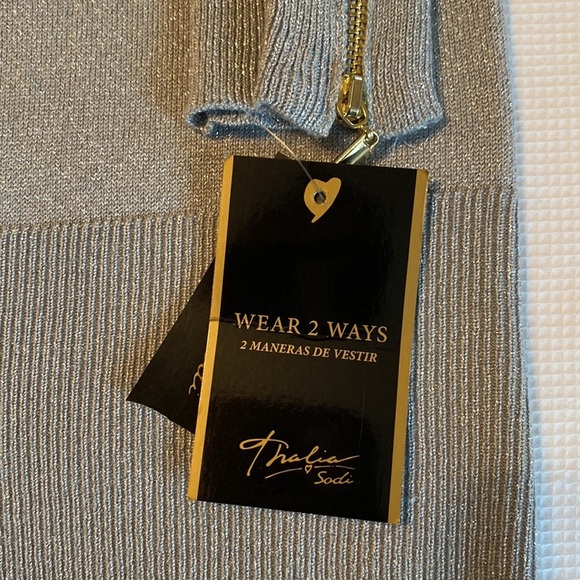 WEAR 2 WAYS
2 MANERAS DE VESTIR
Thalia
Sodi